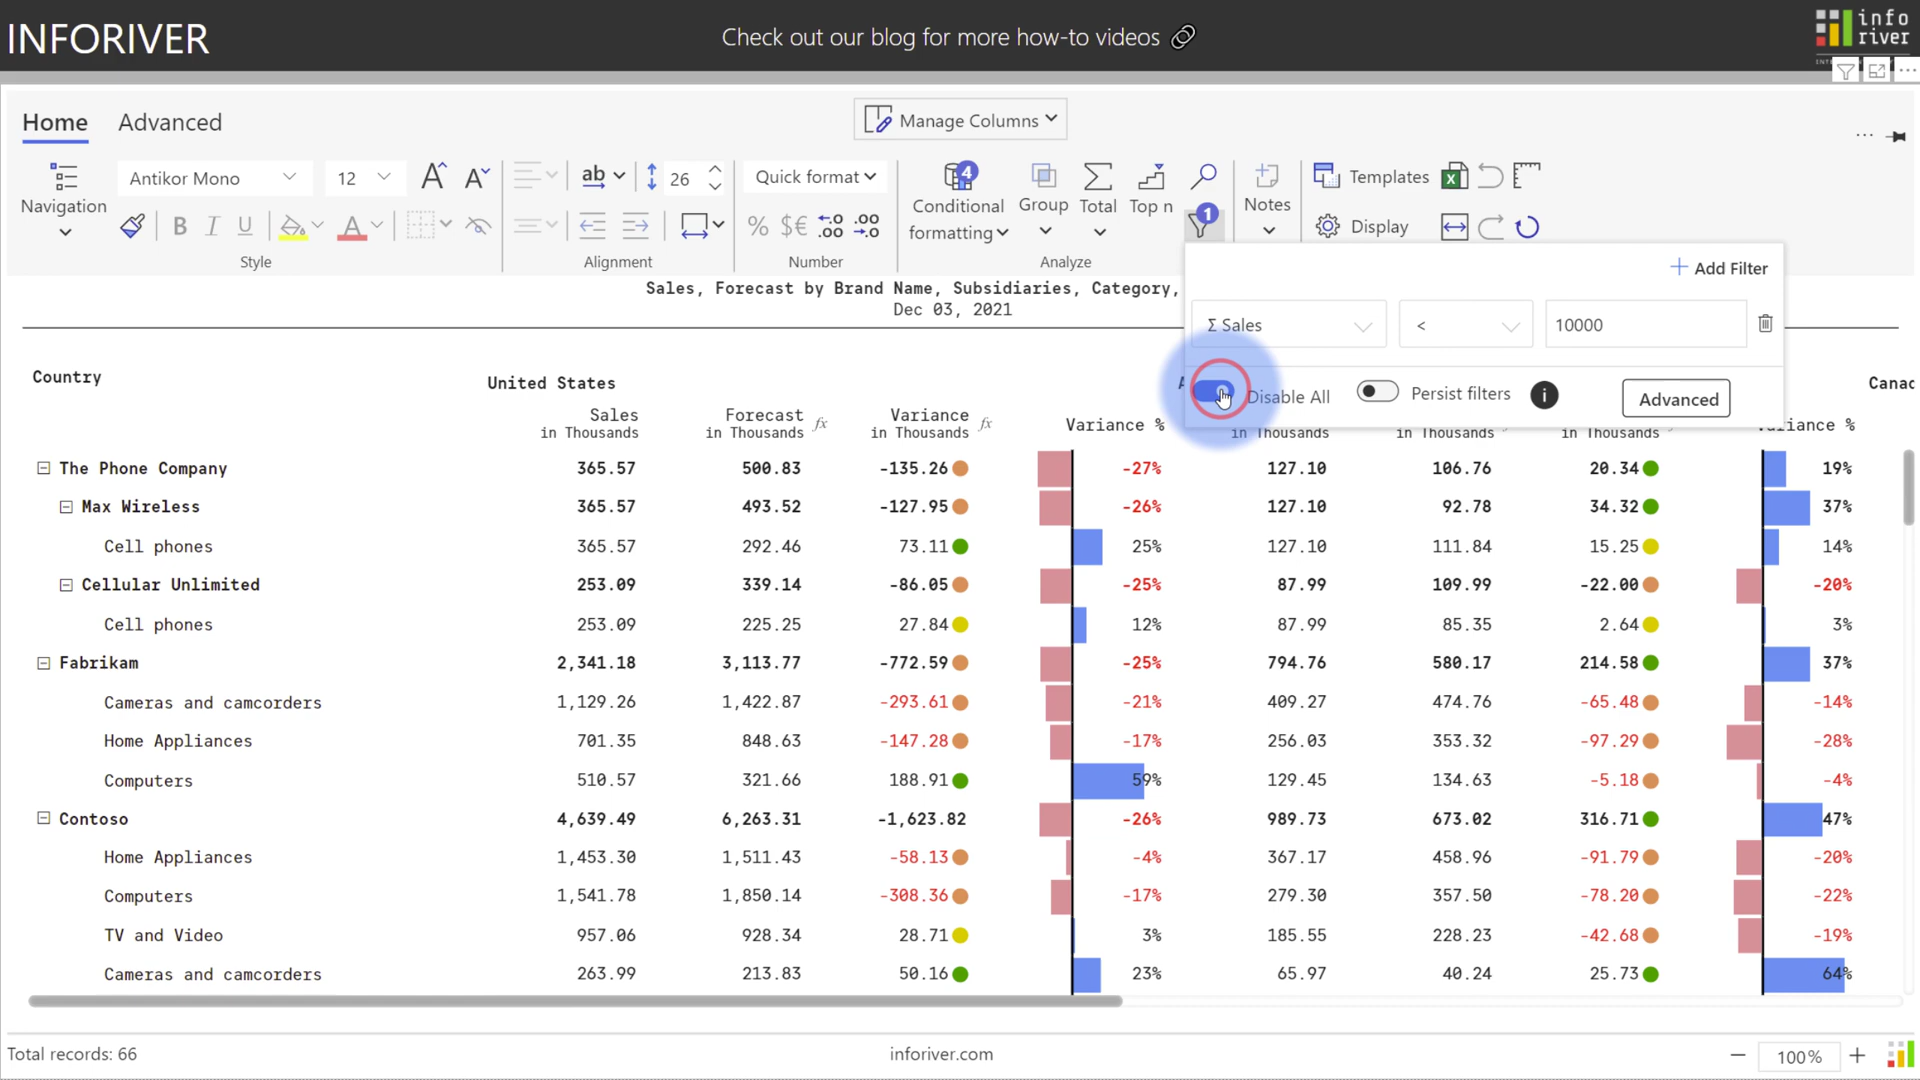 INFORIVER
Check out our blog for more how-to videos
info
river
Home
Advanced
Manage Columns
Navigation
Antikor Mono
12
A
A
ab
26
Quick format
4
Conditional
formatting
Group
Total
Top n
1
Notes
Templates
Display
B
I
U
A
%
$€
.0
.00
.00
.0
Style
Alignment
Number
Analyze
Sales, Forecast by Brand Name, Subsidiaries, Category,
Dec 03, 2021
Add Filter
Σ Sales
<
10000
Disable All
Persist filters
i
Advanced
Country
United States
A
Canad
Sales
in Thousands
Forecast
in Thousands
fx
Variance
in Thousands
fx
Variance %
in Thousands
in Thousands
in Thousands
Variance %
The Phone Company 365.57 500.83 -135.26 -27% 127.10 106.76 20.34 19%
Max Wireless 365.57 493.52 -127.95 -26% 127.10 92.78 34.32 37%
Cell phones 365.57 292.46 73.11 25% 127.10 111.84 15.25 14%
Cellular Unlimited 253.09 339.14 -86.05 -25% 87.99 109.99 -22.00 -20%
Cell phones 253.09 225.25 27.84 12% 87.99 85.35 2.64 3%
Fabrikam 2,341.18 3,113.77 -772.59 -25% 794.76 580.17 214.58 37%
Cameras and camcorders 1,129.26 1,422.87 -293.61 -21% 409.27 474.76 -65.48 -14%
Home Appliances 701.35 848.63 -147.28 -17% 256.03 353.32 -97.29 -28%
Computers 510.57 321.66 188.91 59% 129.45 134.63 -5.18 -4%
Contoso 4,639.49 6,263.31 -1,623.82 -26% 989.73 673.02 316.71 47%
Home Appliances 1,453.30 1,511.43 -58.13 -4% 367.17 458.96 -91.79 -20%
Computers 1,541.78 1,850.14 -308.36 -17% 279.30 357.50 -78.20 -22%
TV and Video 957.06 928.34 28.71 3% 185.55 228.23 -42.68 -19%
Cameras and camcorders 263.99 213.83 50.16 23% 65.97 40.24 25.73 64%
Total records: 66
inforiver.com
100%